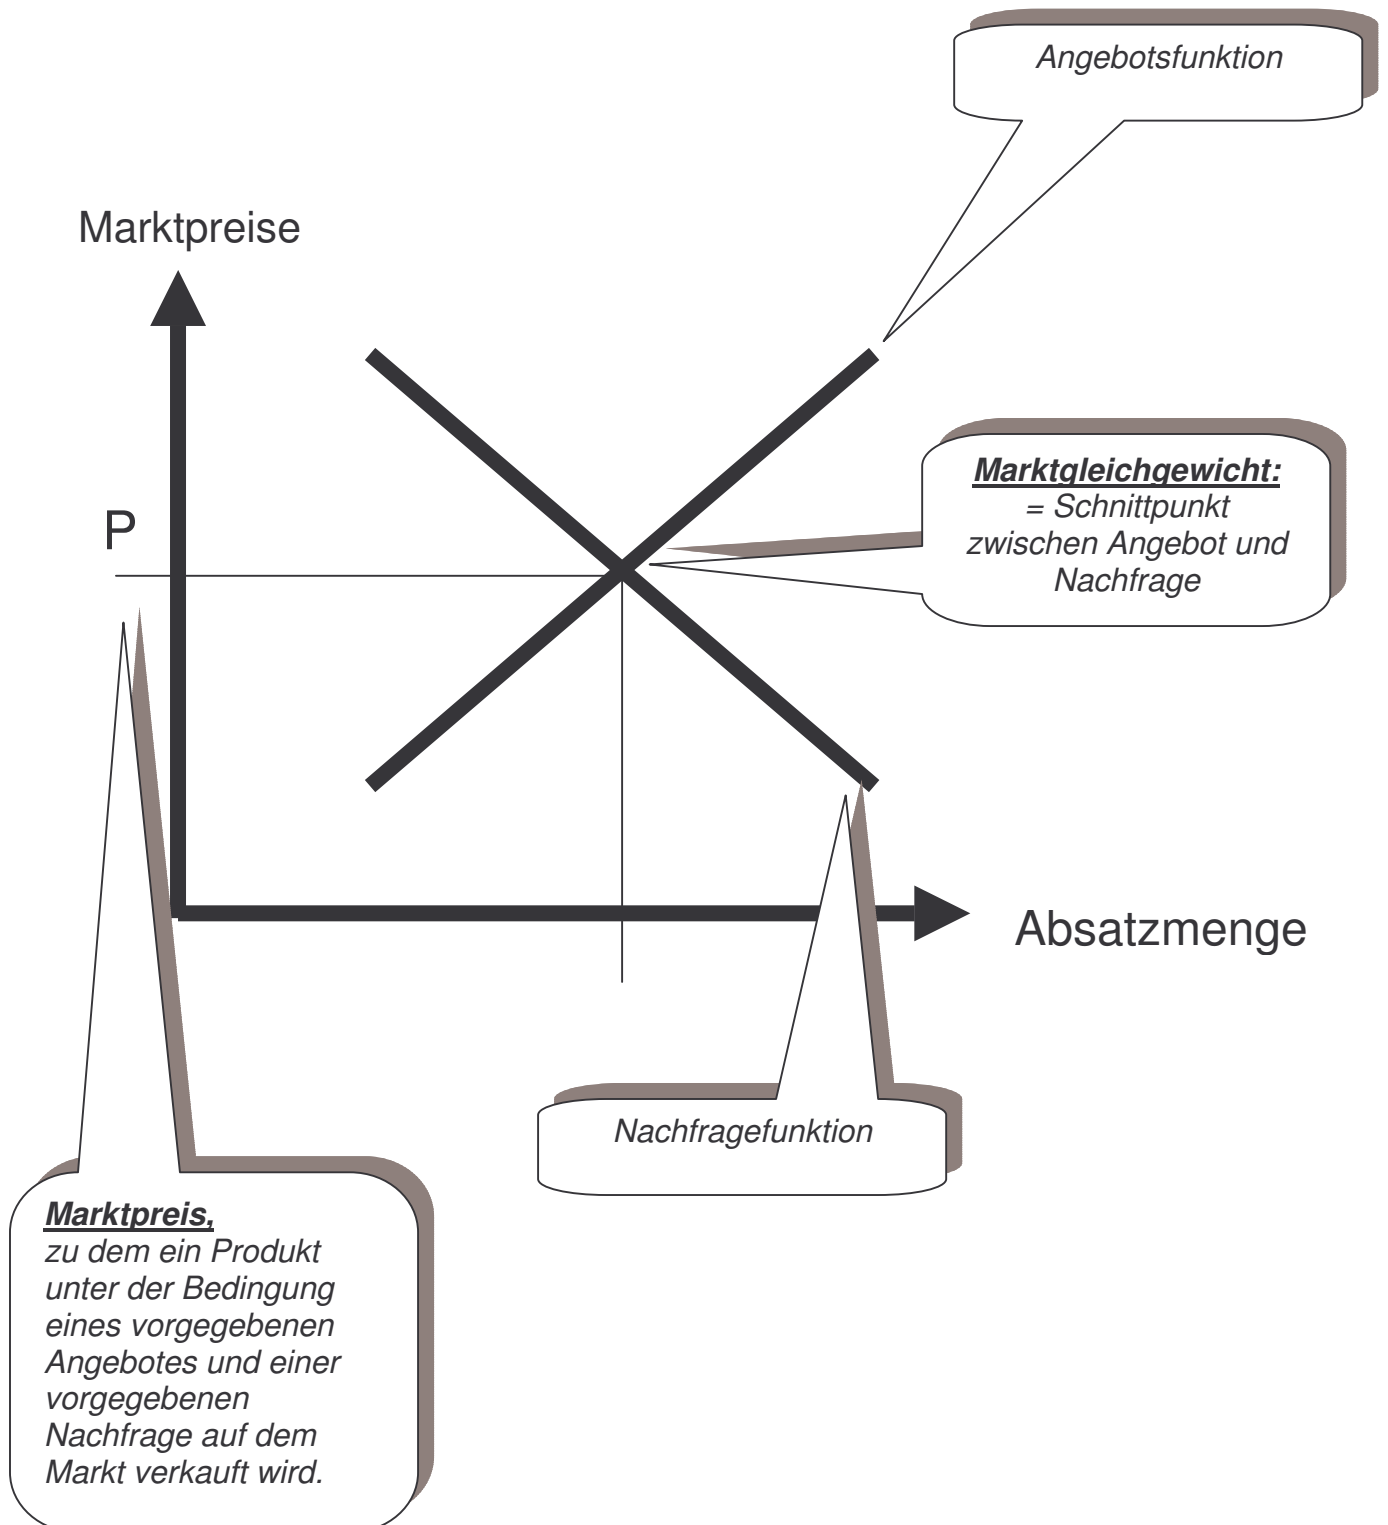 Angebotsfunktion
Marktpreise
Marktgleichgewicht:
= Schnittpunkt
zwischen Angebot und
Nachfrage
P
Absatzmenge
Nachfragefunktion
Marktpreis,
zu dem ein Produkt
unter der Bedingung
eines vorgegebenen
Angebotes und einer
vorgegebenen
Nachfrage auf dem
Markt verkauft wird.